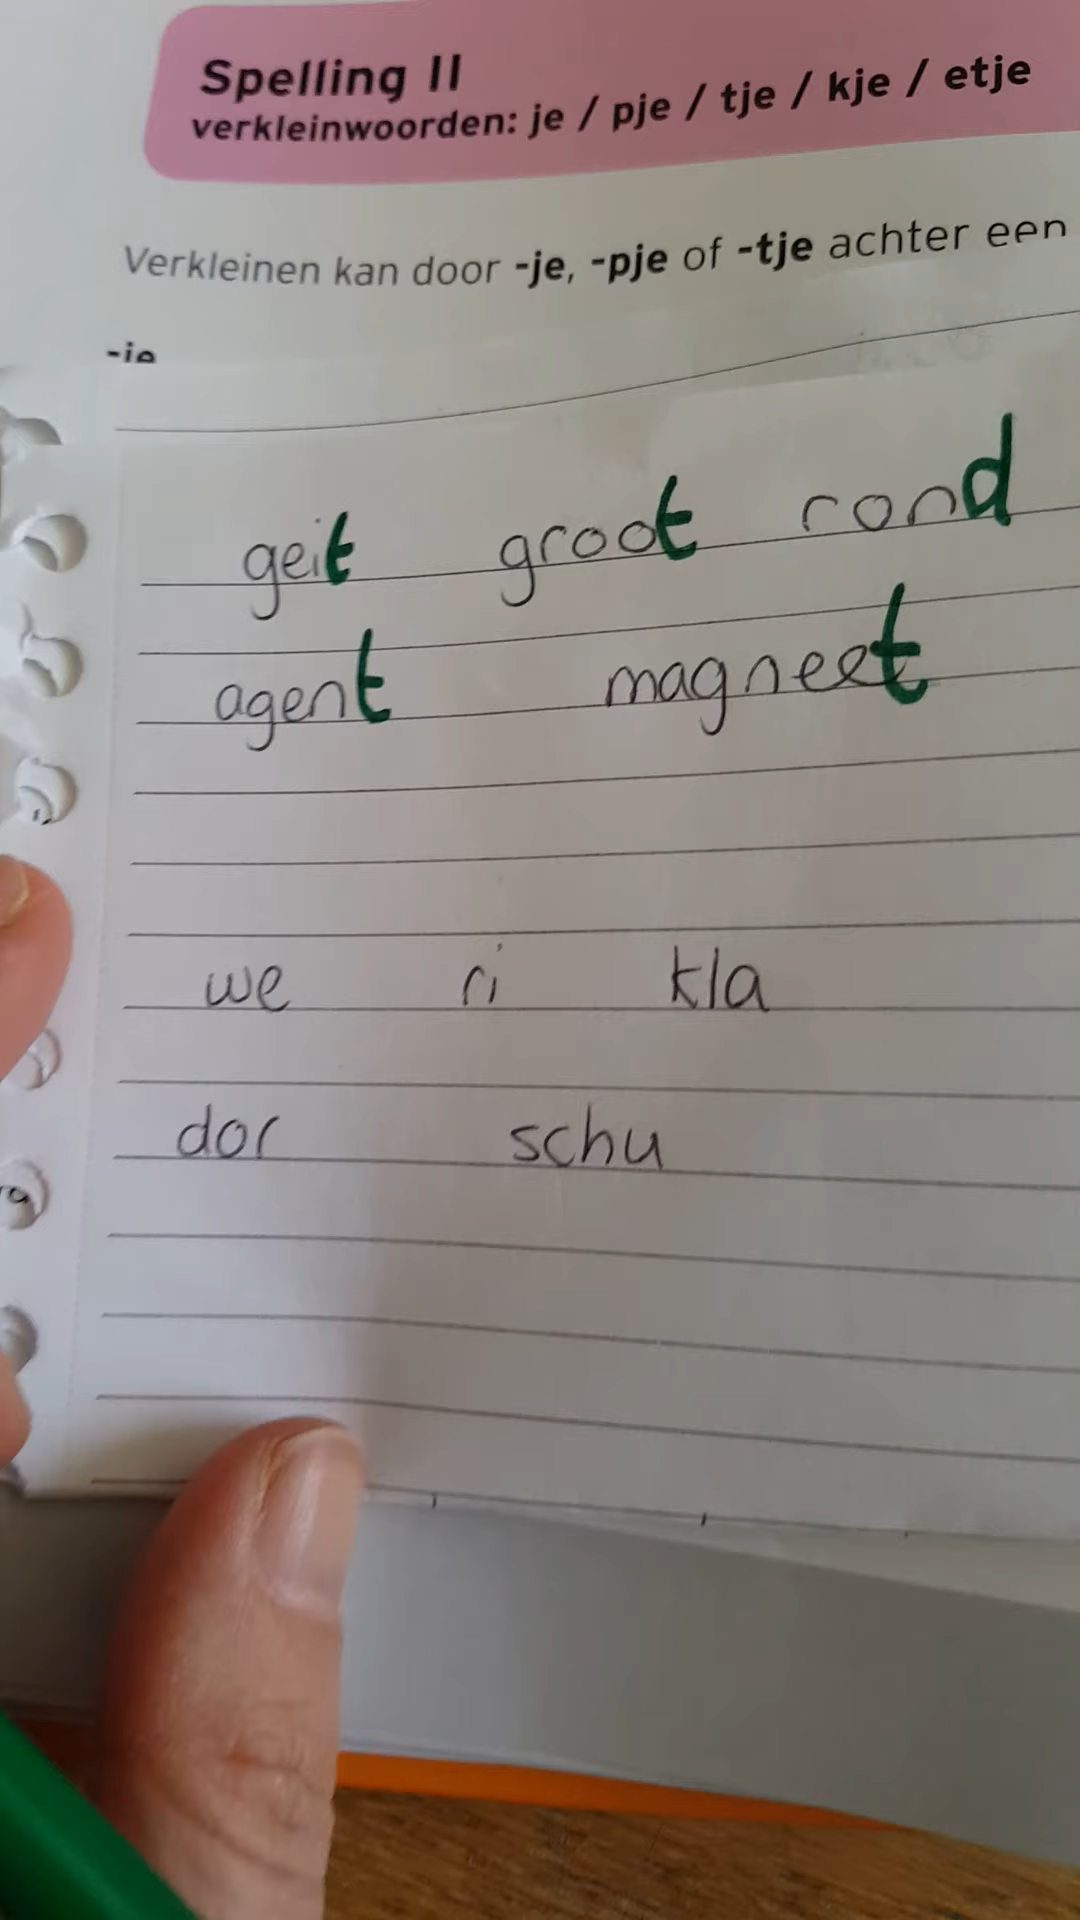 Spelling II
verkleinwoorden: je / pje / tje / kje / etje
Verkleinen kan door -je, -pje of -tje achter een
-je
geit groot rond
agent magneet
we ri kla
dor schu